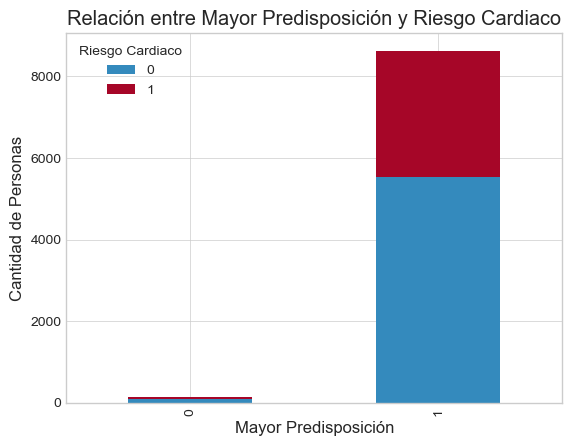 Relación entre Mayor Predisposición y Riesgo Cardiaco
Riesgo Cardiaco
0
1
Cantidad de Personas
8000
6000
4000
2000
0
0
1
Mayor Predisposición